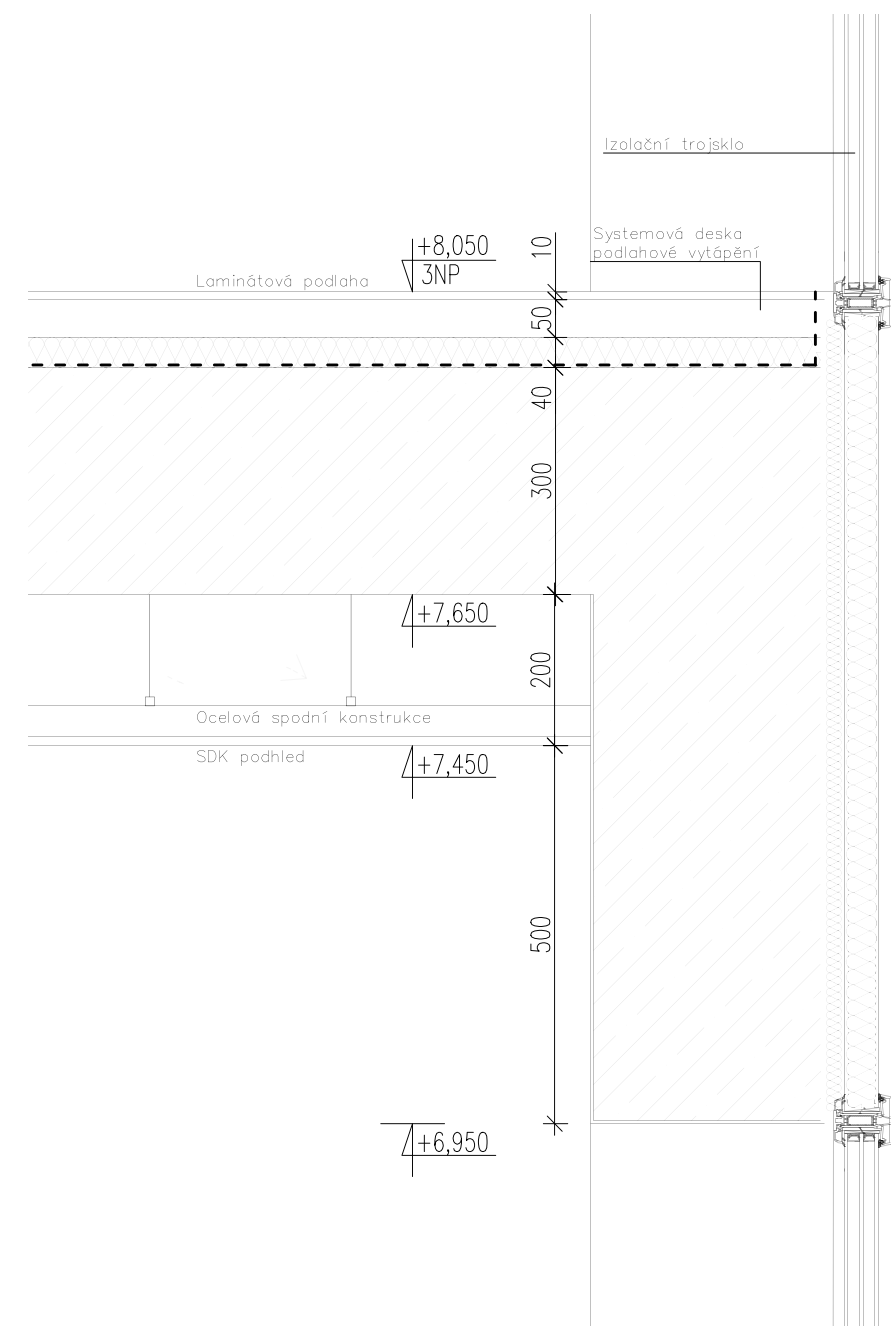 Izolační trojsklo
Systemová deska
podlahové vytápění
+8,050
3NP
10
Laminátová podlaha
50
40
300
+7,650
200
Ocelová spodní konstrukce
SDK podhled
+7,450
500
+6,950